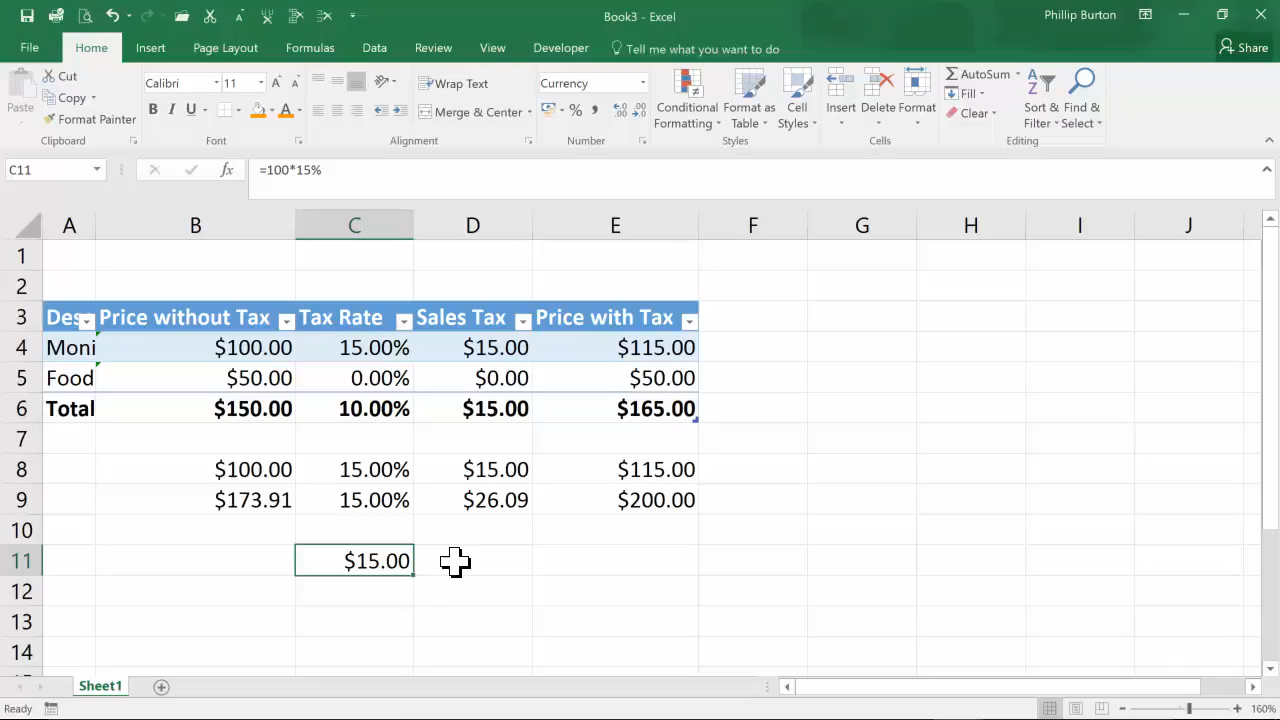 Book3 - Excel
Phillip Burton
File Home Insert Page Layout Formulas Data Review View Developer Tell me what you want to do Share
Paste
Cut
Copy
Format Painter
Clipboard
Calibri 11
B I U
Font
Wrap Text
Merge & Center
Alignment
Currency
Number
Conditional Formatting
Format as Table
Cell Styles
Styles
Insert Delete Format
Cells
AutoSum
Fill
Clear
Sort & Filter
Find & Select
Editing
C11 fx =100*15%
A B C D E F G H I J
1
2
3 Des Price without Tax Tax Rate Sales Tax Price with Tax
4 Moni $100.00 15.00% $15.00 $115.00
5 Food $50.00 0.00% $0.00 $50.00
6 Total $150.00 10.00% $15.00 $165.00
7
8 $100.00 15.00% $15.00 $115.00
9 $173.91 15.00% $26.09 $200.00
10
11 $15.00
12
13
14
Sheet1
Ready 160%